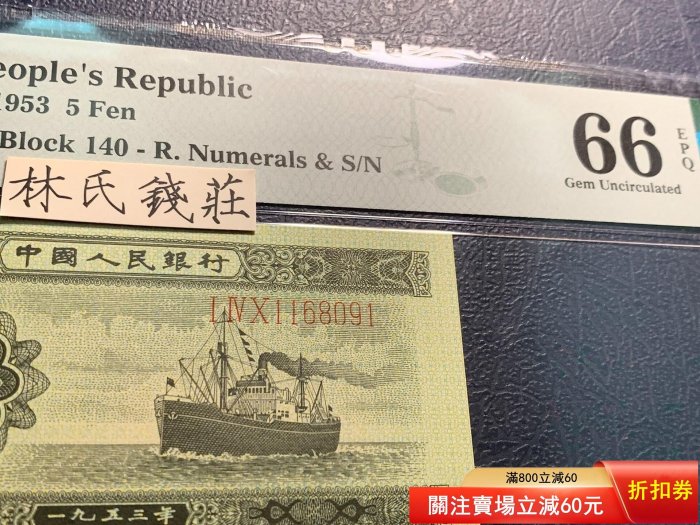 eople's Republic
1953 5 Fen
Block 140 - R. Numerals & S/N
66
EPQ
Gem Uncirculated
林氏錢莊
中國人民銀行
I IV X 1168091
一九五三年
滿800立減60
關注賣場立減60元
折扣券